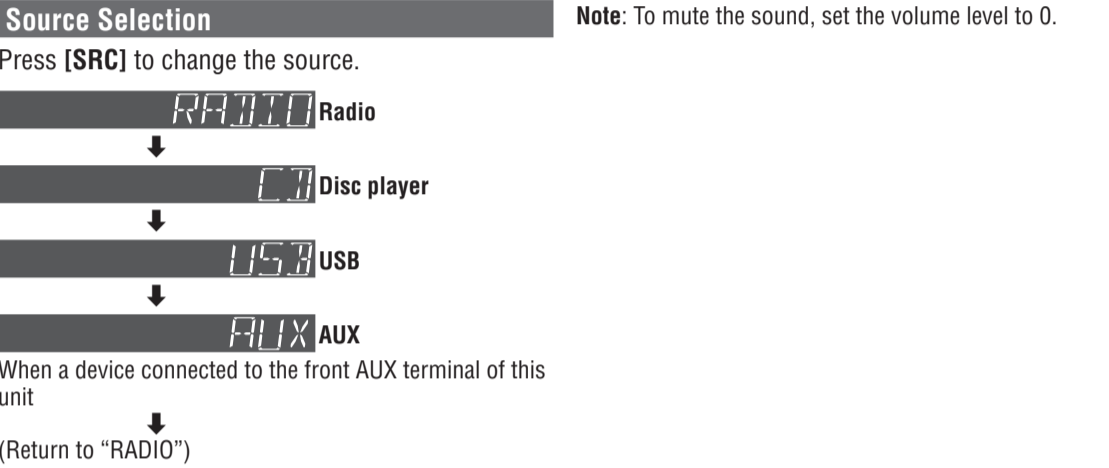 Source Selection
Press [SRC] to change the source.
RADIO Radio
CD Disc player
USB USB
AUX AUX
When a device connected to the front AUX terminal of this
unit
(Return to “RADIO”)
Note: To mute the sound, set the volume level to 0.